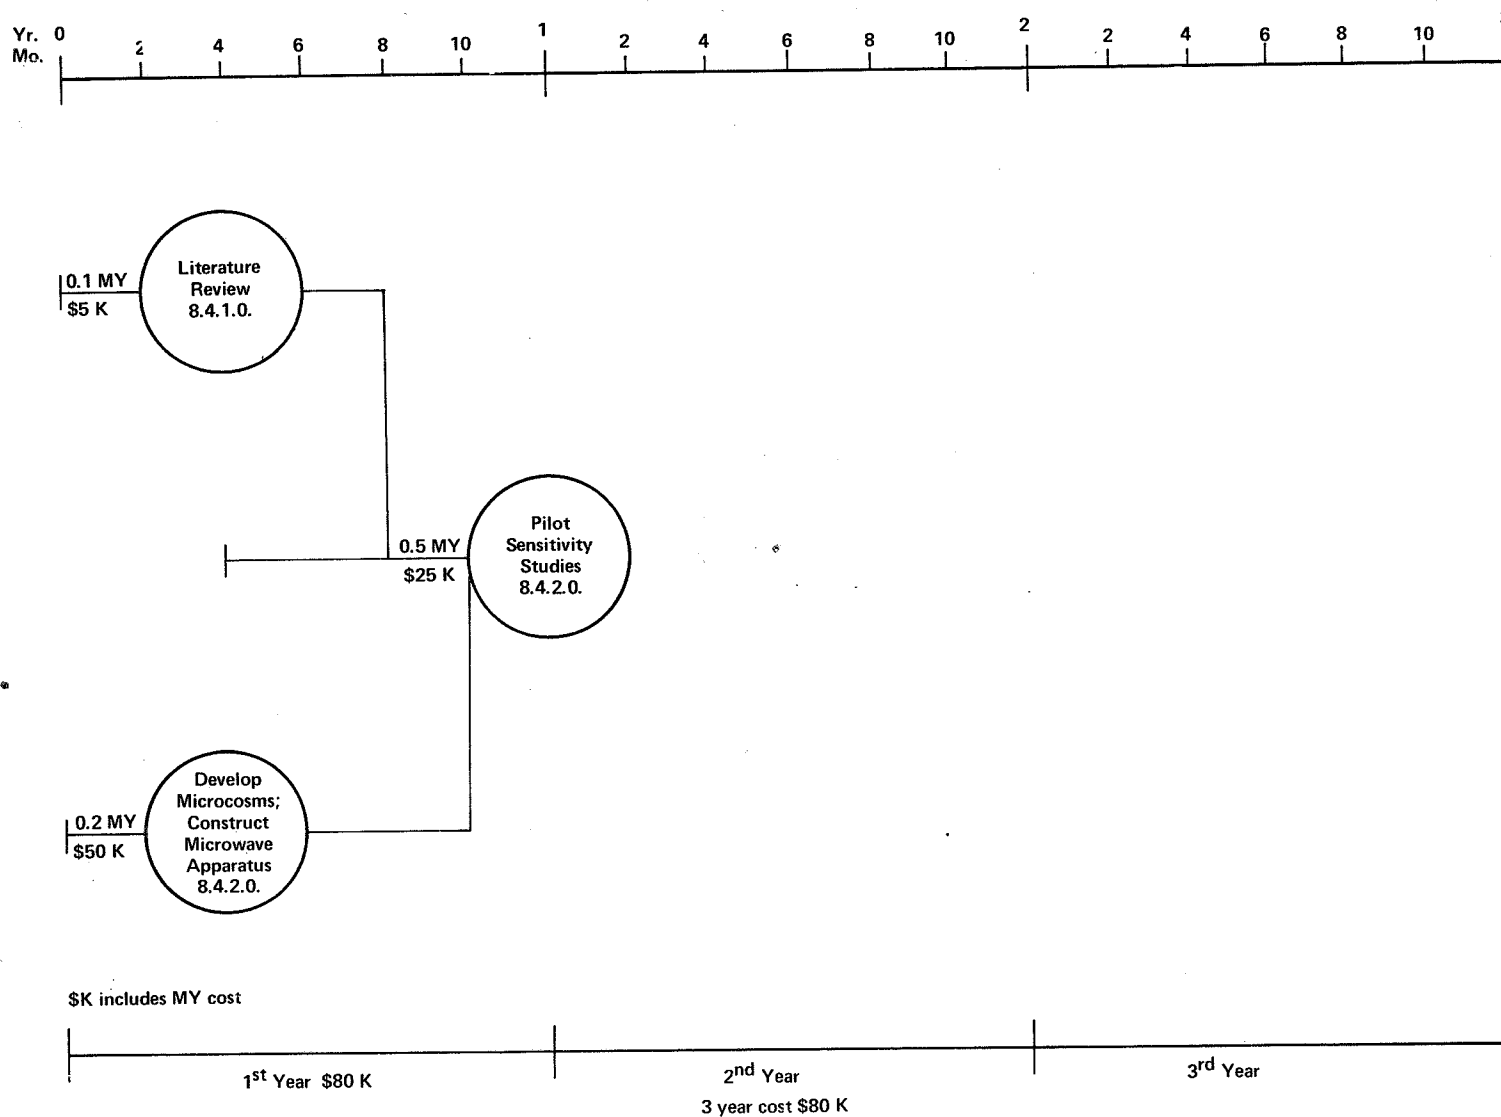 Yr. 0 1 2
Mo. 2 4 6 8 10 2 4 6 8 10 2 4 6 8 10
Literature
Review
8.4.1.0.
0.1 MY
$5 K
Pilot
Sensitivity
Studies
8.4.2.0.
0.5 MY
$25 K
Develop
Microcosms;
Construct
Microwave
Apparatus
8.4.2.0.
0.2 MY
$50 K
$K includes MY cost
1st Year $80 K
2nd Year
3rd Year
3 year cost $80 K